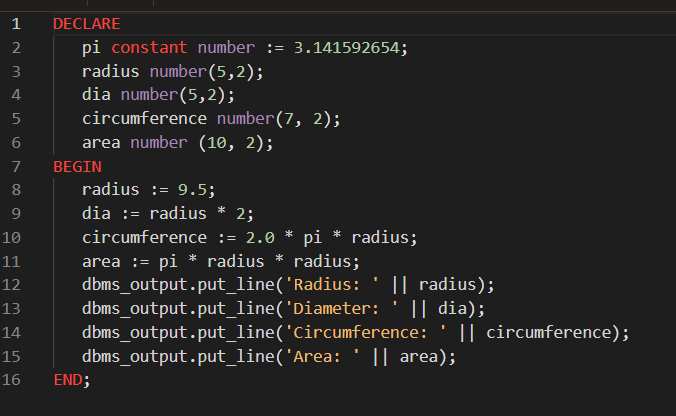 1 DECLARE
2 pi constant number := 3.141592654;
3 radius number(5,2);
4 dia number(5,2);
5 circumference number(7, 2);
6 area number (10, 2);
7 BEGIN
8 radius := 9.5;
9 dia := radius * 2;
10 circumference := 2.0 * pi * radius;
11 area := pi * radius * radius;
12 dbms_output.put_line('Radius: ' || radius);
13 dbms_output.put_line('Diameter: ' || dia);
14 dbms_output.put_line('Circumference: ' || circumference);
15 dbms_output.put_line('Area: ' || area);
16 END;